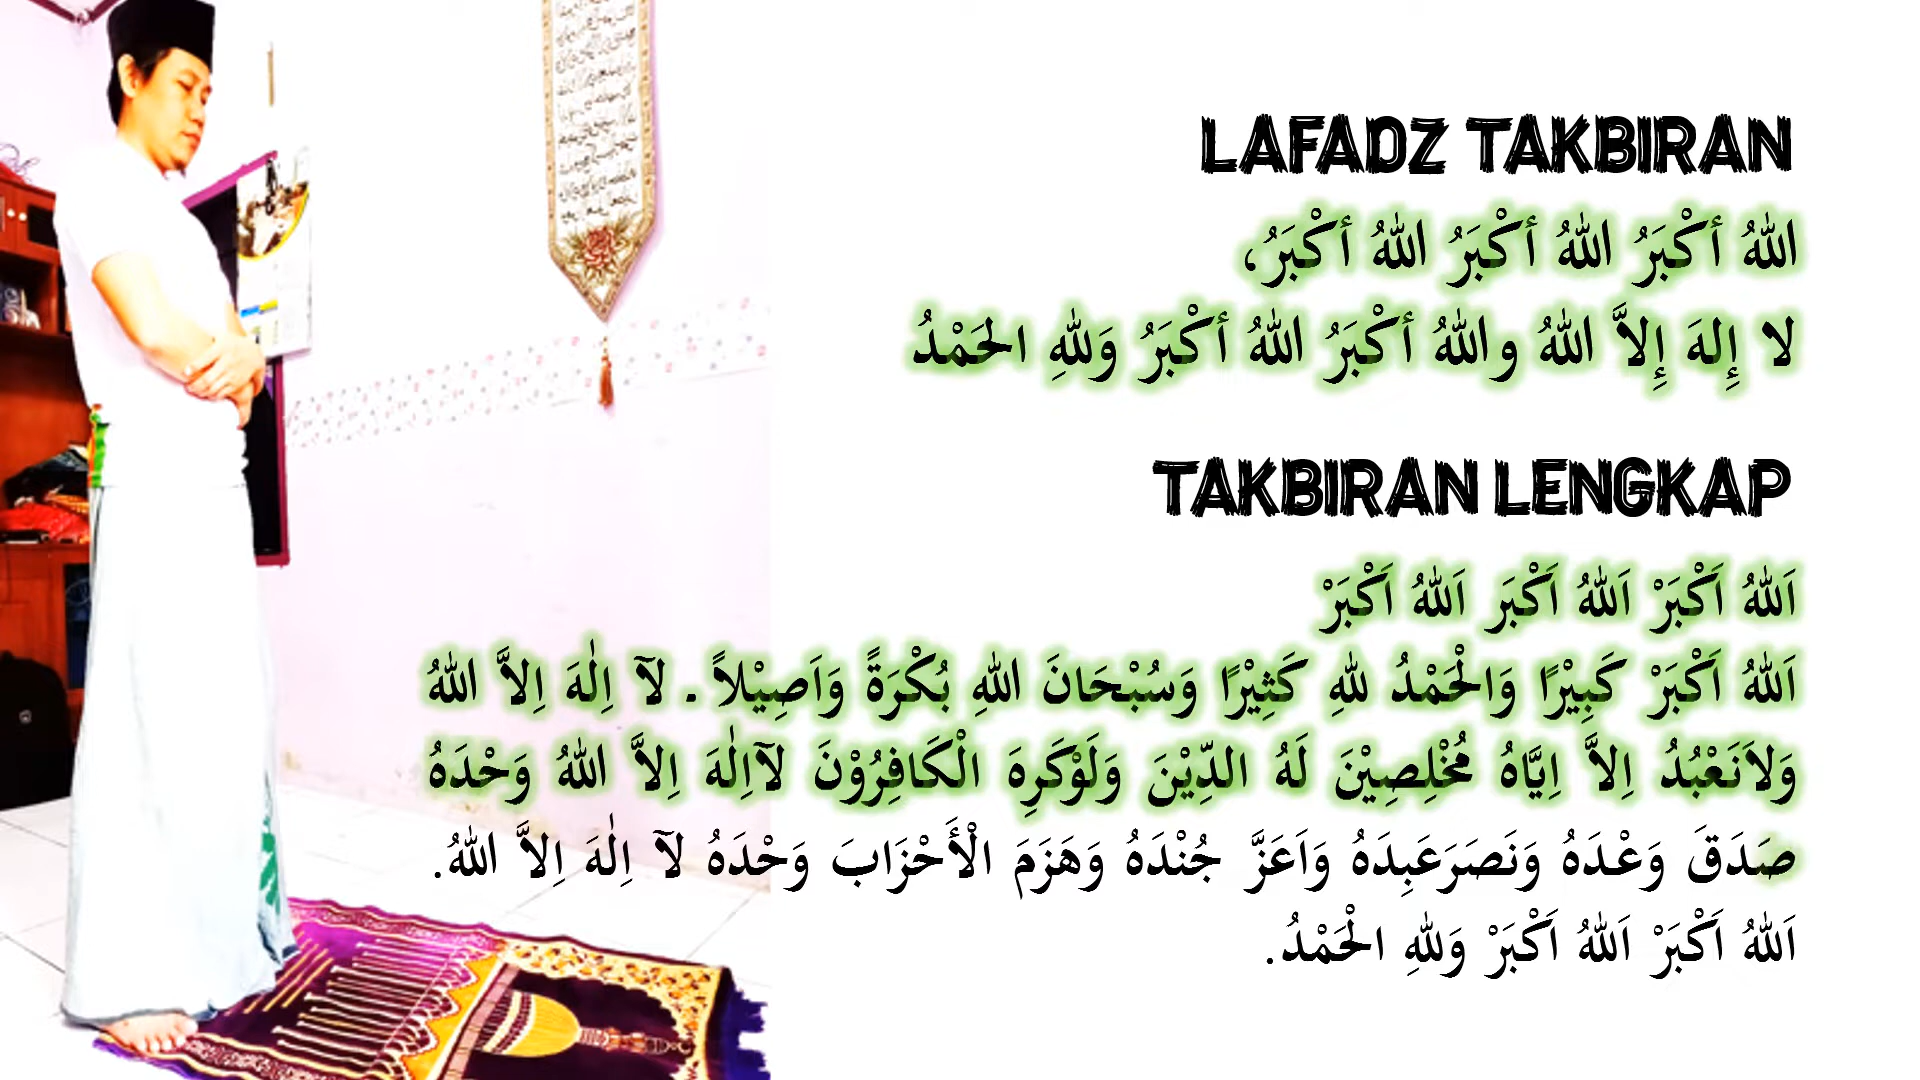 LAFADZ TAKBIRAN
اللهُ أكْبَرُ اللهُ أكْبَرُ اللهُ أكْبَرُ،
لا إِلهَ إِلاَّ اللهُ واللهُ أكْبَرُ اللهُ أكْبَرُ وَللهِ الحَمْدُ
TAKBIRAN LENGKAP
اَللهُ اَكْبَرْ اَللهُ اَكْبَر اَللهُ اَكْبَرْ
اَللهُ اَكْبَرْ كَبِيْرًا وَالْحَمْدُ للهِ كَثِيْرًا وَسُبْحَانَ اللهِ بُكْرَةً وَاَصِيْلاً ـ لآ اِلٰهَ اِلاَّ اللهُ
وَلاَنَعْبُدُ اِلاَّ اِيَّاهُ مُخْلِصِيْنَ لَهُ الدِّيْنَ وَلَوْكَرِهَ الْكَافِرُوْنَ لآاِلٰهَ اِلاَّ اللهُ وَحْدَهُ
صَدَقَ وَعْدَهُ وَنَصَرَعَبِدَهُ وَاَعَزَّ جُنْدَهُ وَهَزَمَ الْأَحْزَابَ وَحْدَهُ لآ اِلٰهَ اِلاَّ اللهُ.
اَللهُ اَكْبَرْ اَللهُ اَكْبَرْ وَللهِ الْحَمْدُ.